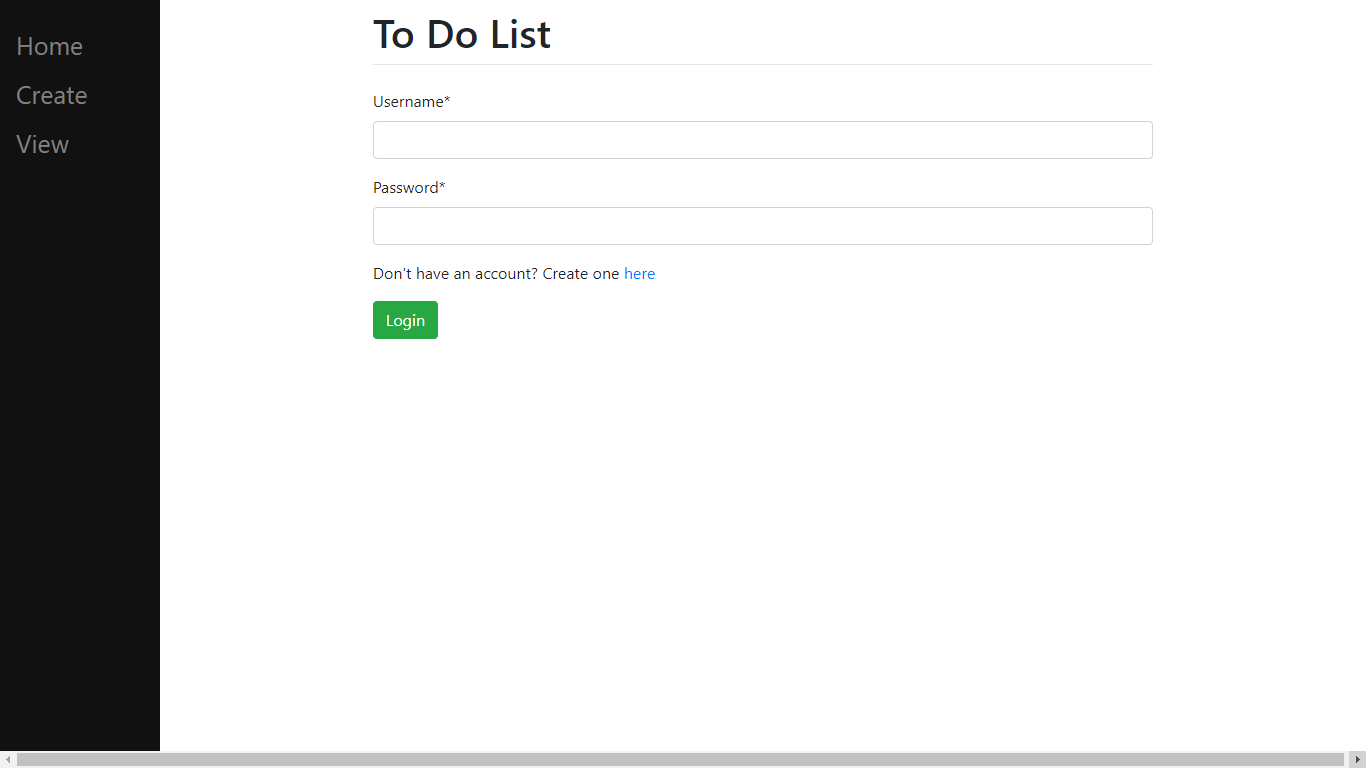 Home
Create
View
To Do List
Username*
Password*
Don't have an account? Create one here
Login